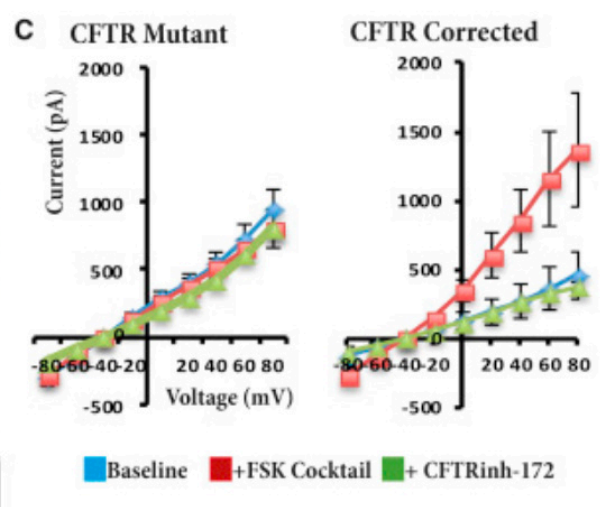 C CFTR Mutant CFTR Corrected
Current (pA)
2000
1500
1000
500
0
-500
-80 -60 -40 -20 20 40 60 80
Voltage (mV)
2000
1500
1000
500
0
-500
-80 -60 -40 -20 20 40 60 80
Baseline +FSK Cocktail + CFTRinh-172